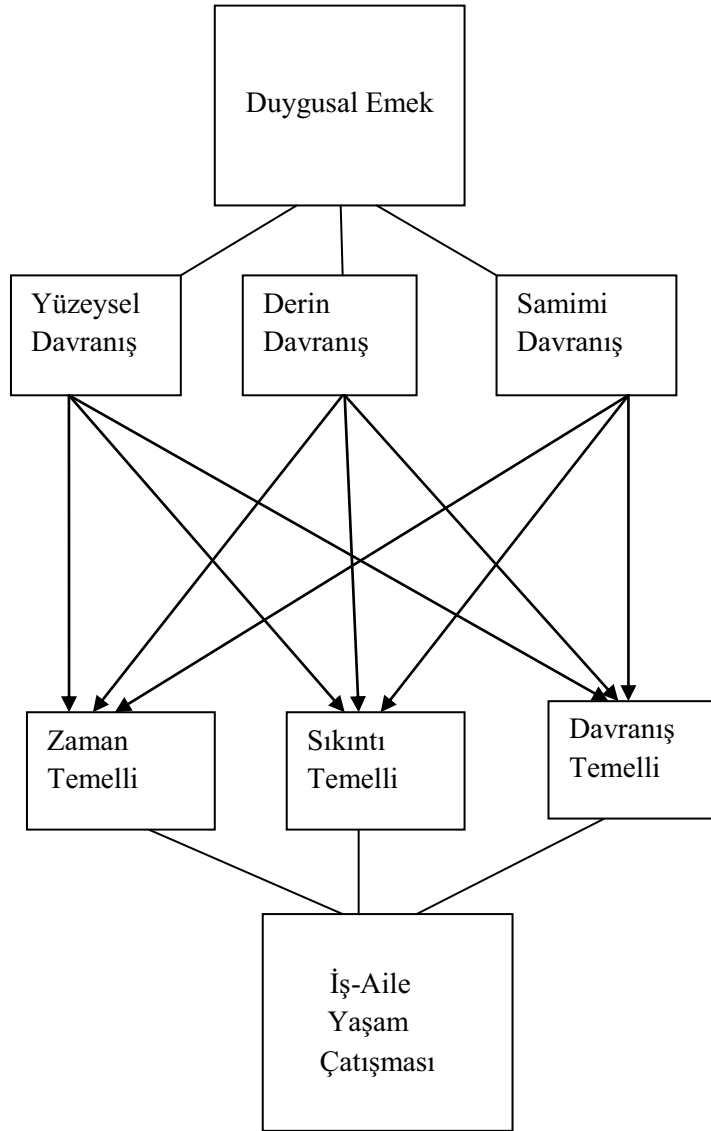 Duygusal Emek
Yüzeysel
Davranış
Derin
Davranış
Samimi
Davranış
Zaman
Temelli
Sıkıntı
Temelli
Davranış
Temelli
İş-Aile
Yaşam
Çatışması